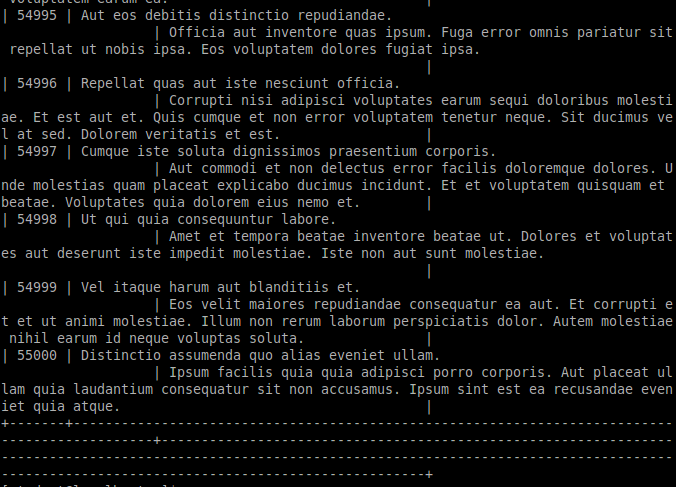 voluptatem earum ea. |
| 54995 | Aut eos debitis distinctio repudiandae.
| Officia aut inventore quas ipsum. Fuga error omnis pariatur sit
repellat ut nobis ipsa. Eos voluptatem dolores fugiat ipsa.
|
| 54996 | Repellat quas aut iste nesciunt officia.
| Corrupti nisi adipisci voluptates earum sequi doloribus molesti
ae. Et est aut et. Quis cumque et non error voluptatem tenetur neque. Sit ducimus ve
l at sed. Dolorem veritatis et est. |
| 54997 | Cumque iste soluta dignissimos praesentium corporis.
| Aut commodi et non delectus error facilis doloremque dolores. U
nde molestias quam placeat explicabo ducimus incidunt. Et et voluptatem quisquam et
beatae. Voluptates quia dolorem eius nemo et. |
| 54998 | Ut qui quia consequuntur labore.
| Amet et tempora beatae inventore beatae ut. Dolores et voluptat
es aut deserunt iste impedit molestiae. Iste non aut sunt molestiae.
|
| 54999 | Vel itaque harum aut blanditiis et.
| Eos velit maiores repudiandae consequatur ea aut. Et corrupti e
t et ut animi molestiae. Illum non rerum laborum perspiciatis dolor. Autem molestiae
nihil earum id neque voluptas soluta. |
| 55000 | Distinctio assumenda quo alias eveniet ullam.
| Ipsum facilis quia quia adipisci porro corporis. Aut placeat ul
lam quia laudantium consequatur sit non accusamus. Ipsum sint est ea recusandae even
iet quia atque. |
+-------+---------------------------------------------------------------------------
-------------------+----------------------------------------------------------------
------------------------------------------------------------------------------------
-----------------------------------------------------+